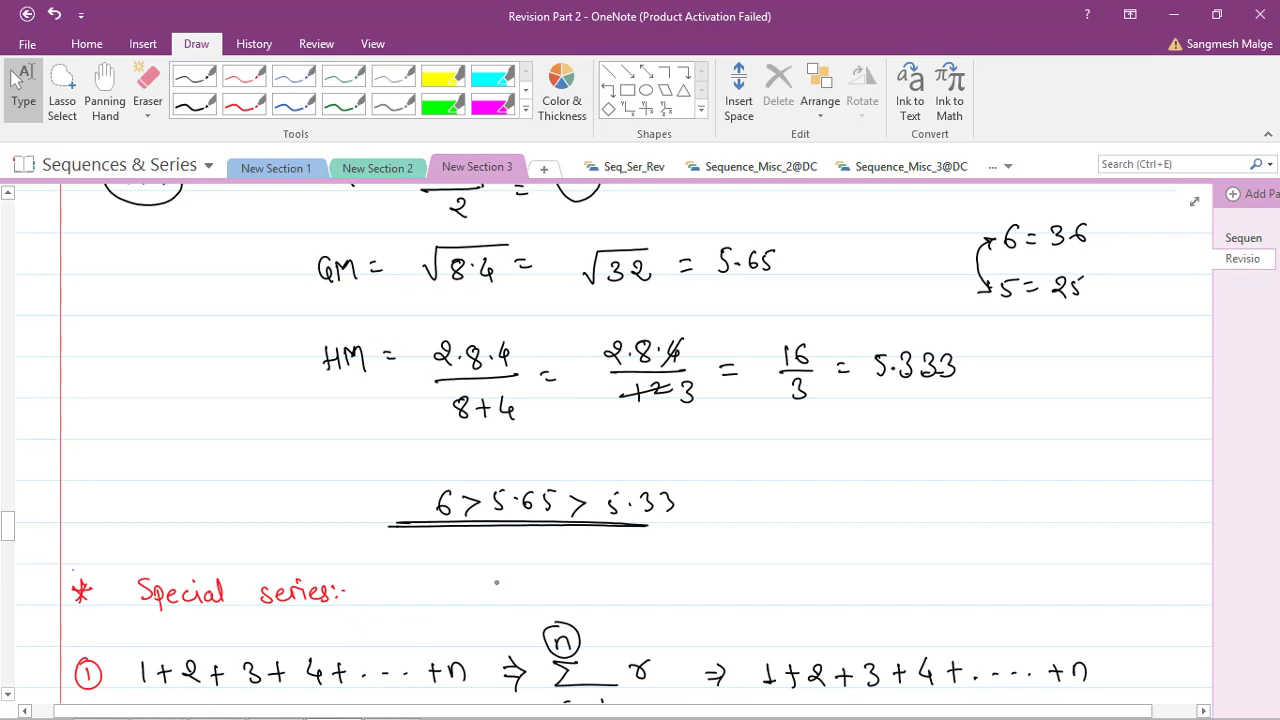 Revision Part 2 - OneNote (Product Activation Failed)
File Home Insert Draw History Review View Sangmesh Malge
Type Lasso Select Panning Hand Eraser Color & Thickness Insert Space Delete Arrange Rotate Ink to Text Ink to Math
Tools Shapes Edit Convert
Sequences & Series New Section 1 New Section 2 New Section 3 Seq_Ser_Rev Sequence_Misc_2@DC Sequence_Misc_3@DC ... Search (Ctrl+E)
Add Pa
Sequen
Revisio
2 =
6 = 36
GM = √8·4 = √32 = 5.65
5 = 25
HM = 2·8·4 / 8+4 = 2·8·4 / 12 3 = 16/3 = 5.333
6 > 5.65 > 5.33
* Special series:-
① 1+2+3+4+....+n ⇒ n Σ r ⇒ 1+2+3+4+.....+n